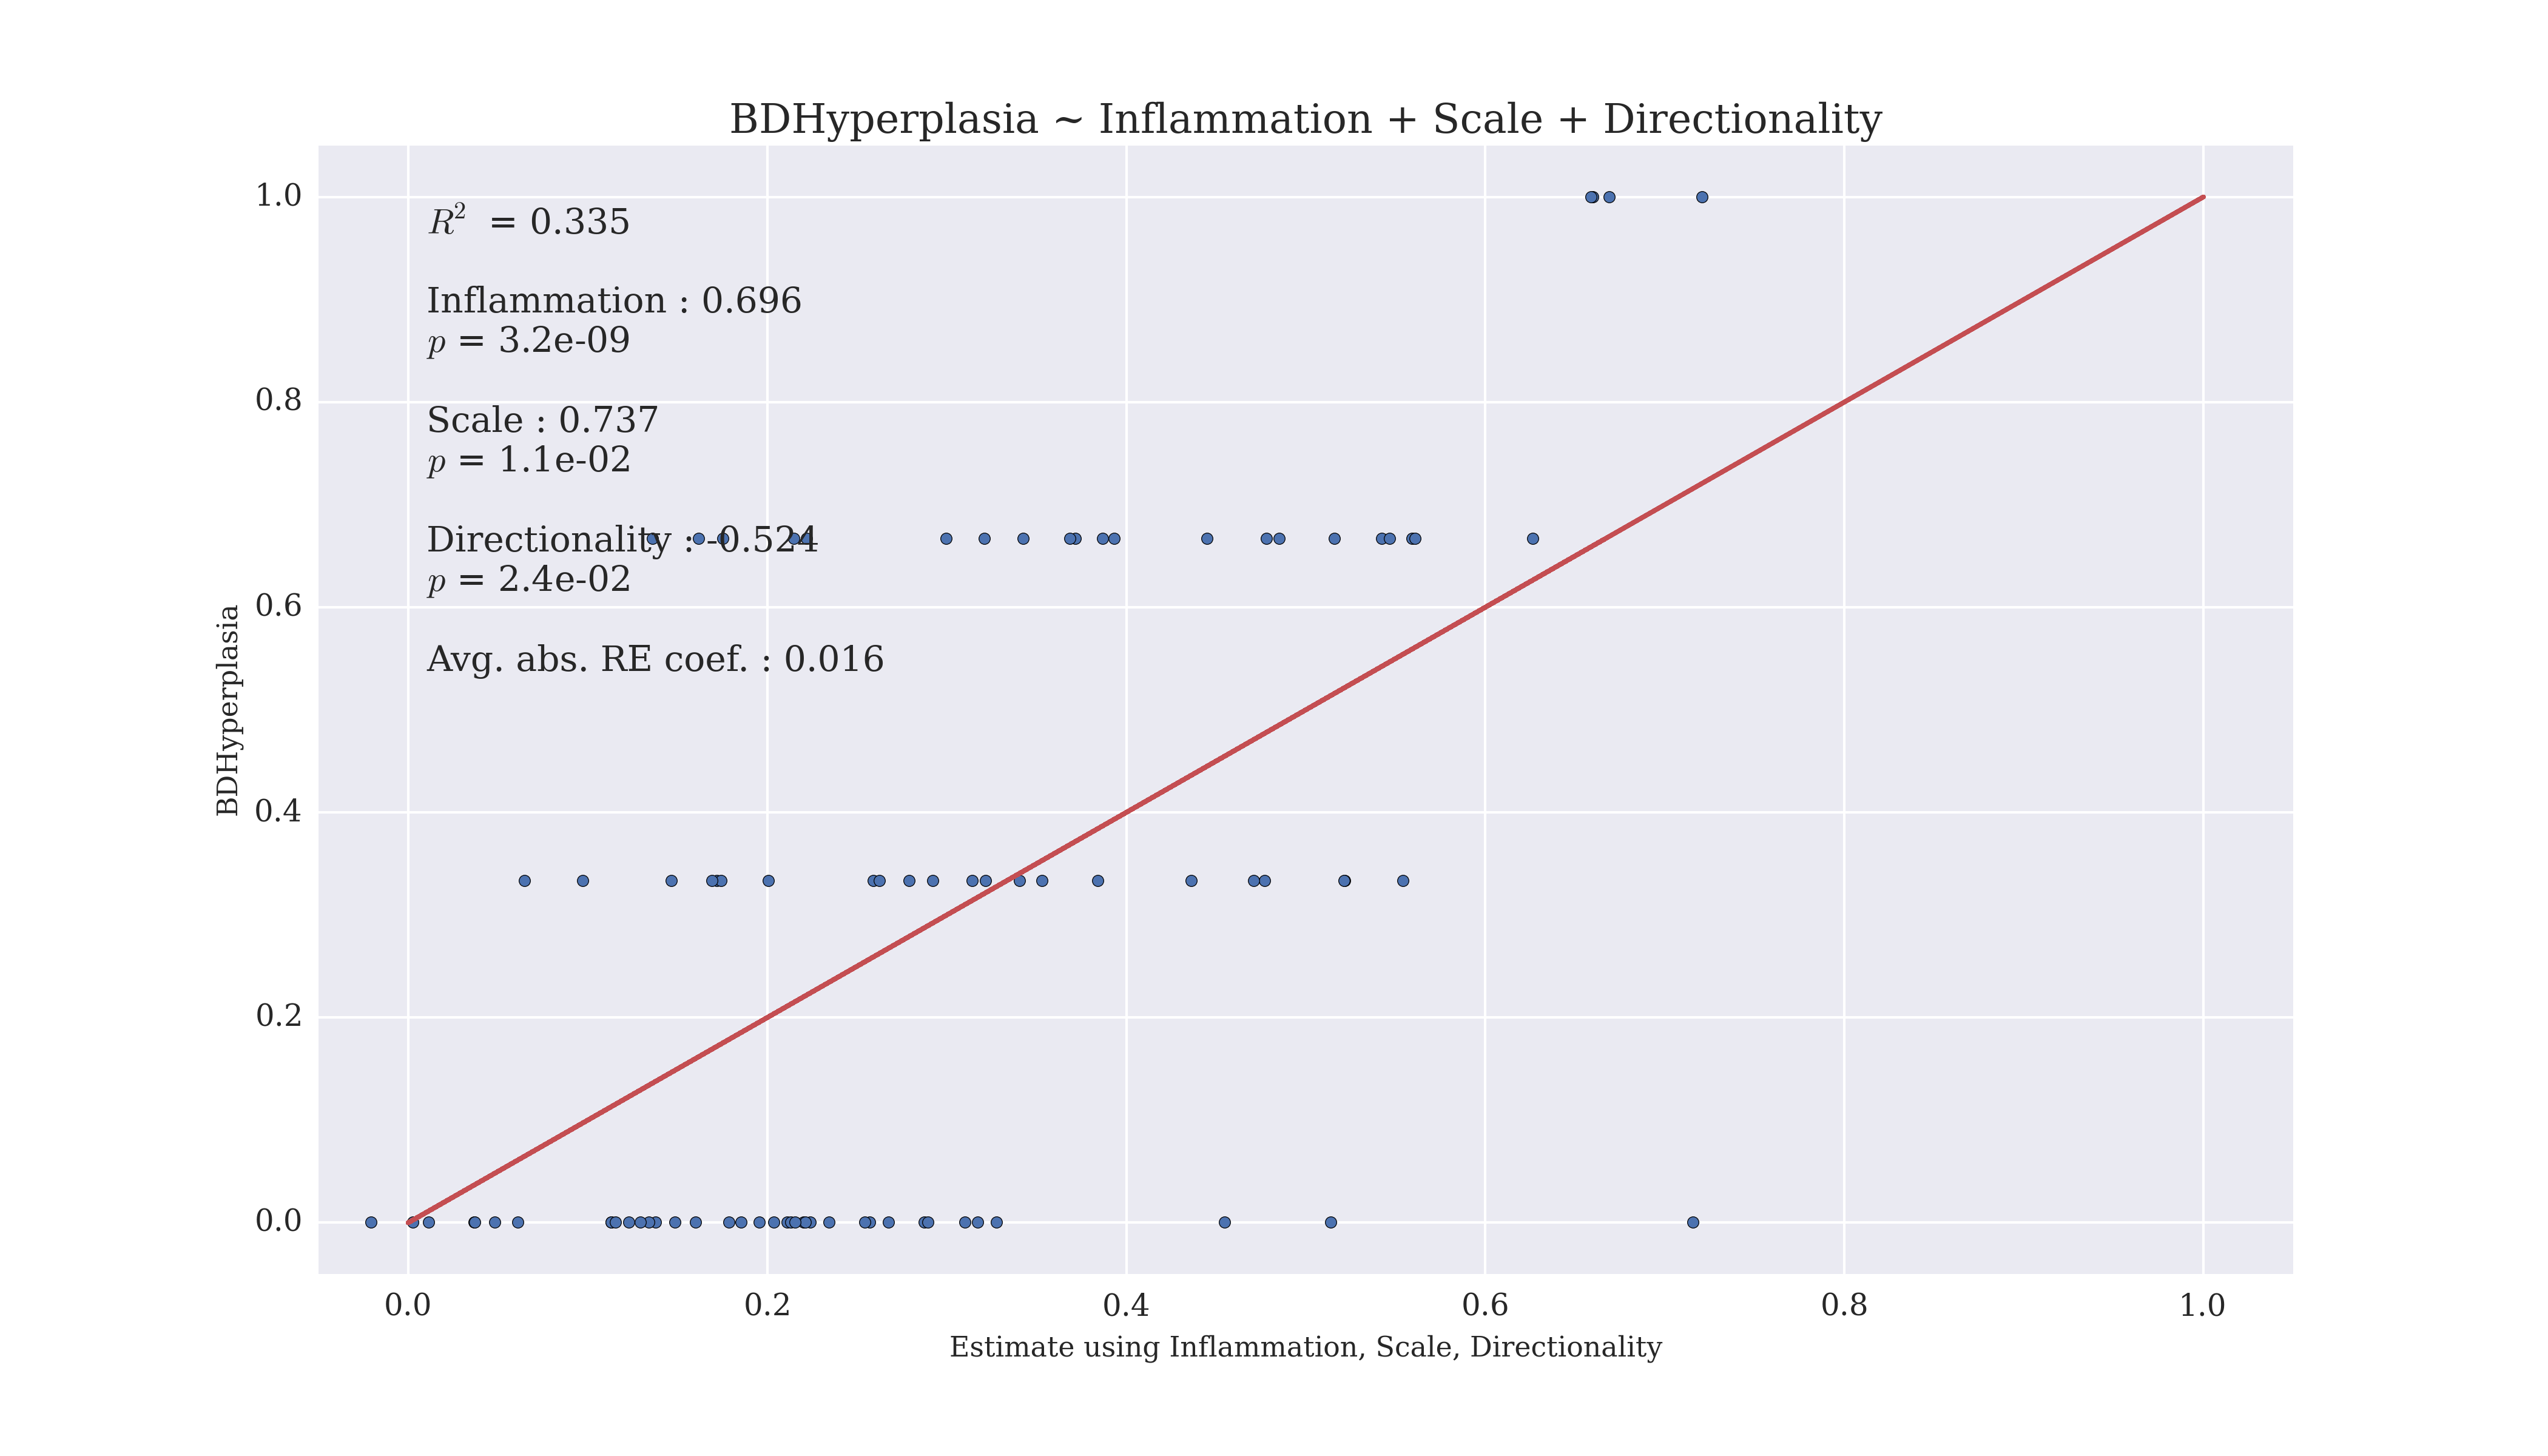 BDHyperplasia ~ Inflammation + Scale + Directionality
R² = 0.335
Inflammation : 0.696
p = 3.2e-09
Scale : 0.737
p = 1.1e-02
Directionality : -0.524
p = 2.4e-02
Avg. abs. RE coef. : 0.016
BDHyperplasia
1.0
0.8
0.6
0.4
0.2
0.0
0.0 0.2 0.4 0.6 0.8 1.0
Estimate using Inflammation, Scale, Directionality